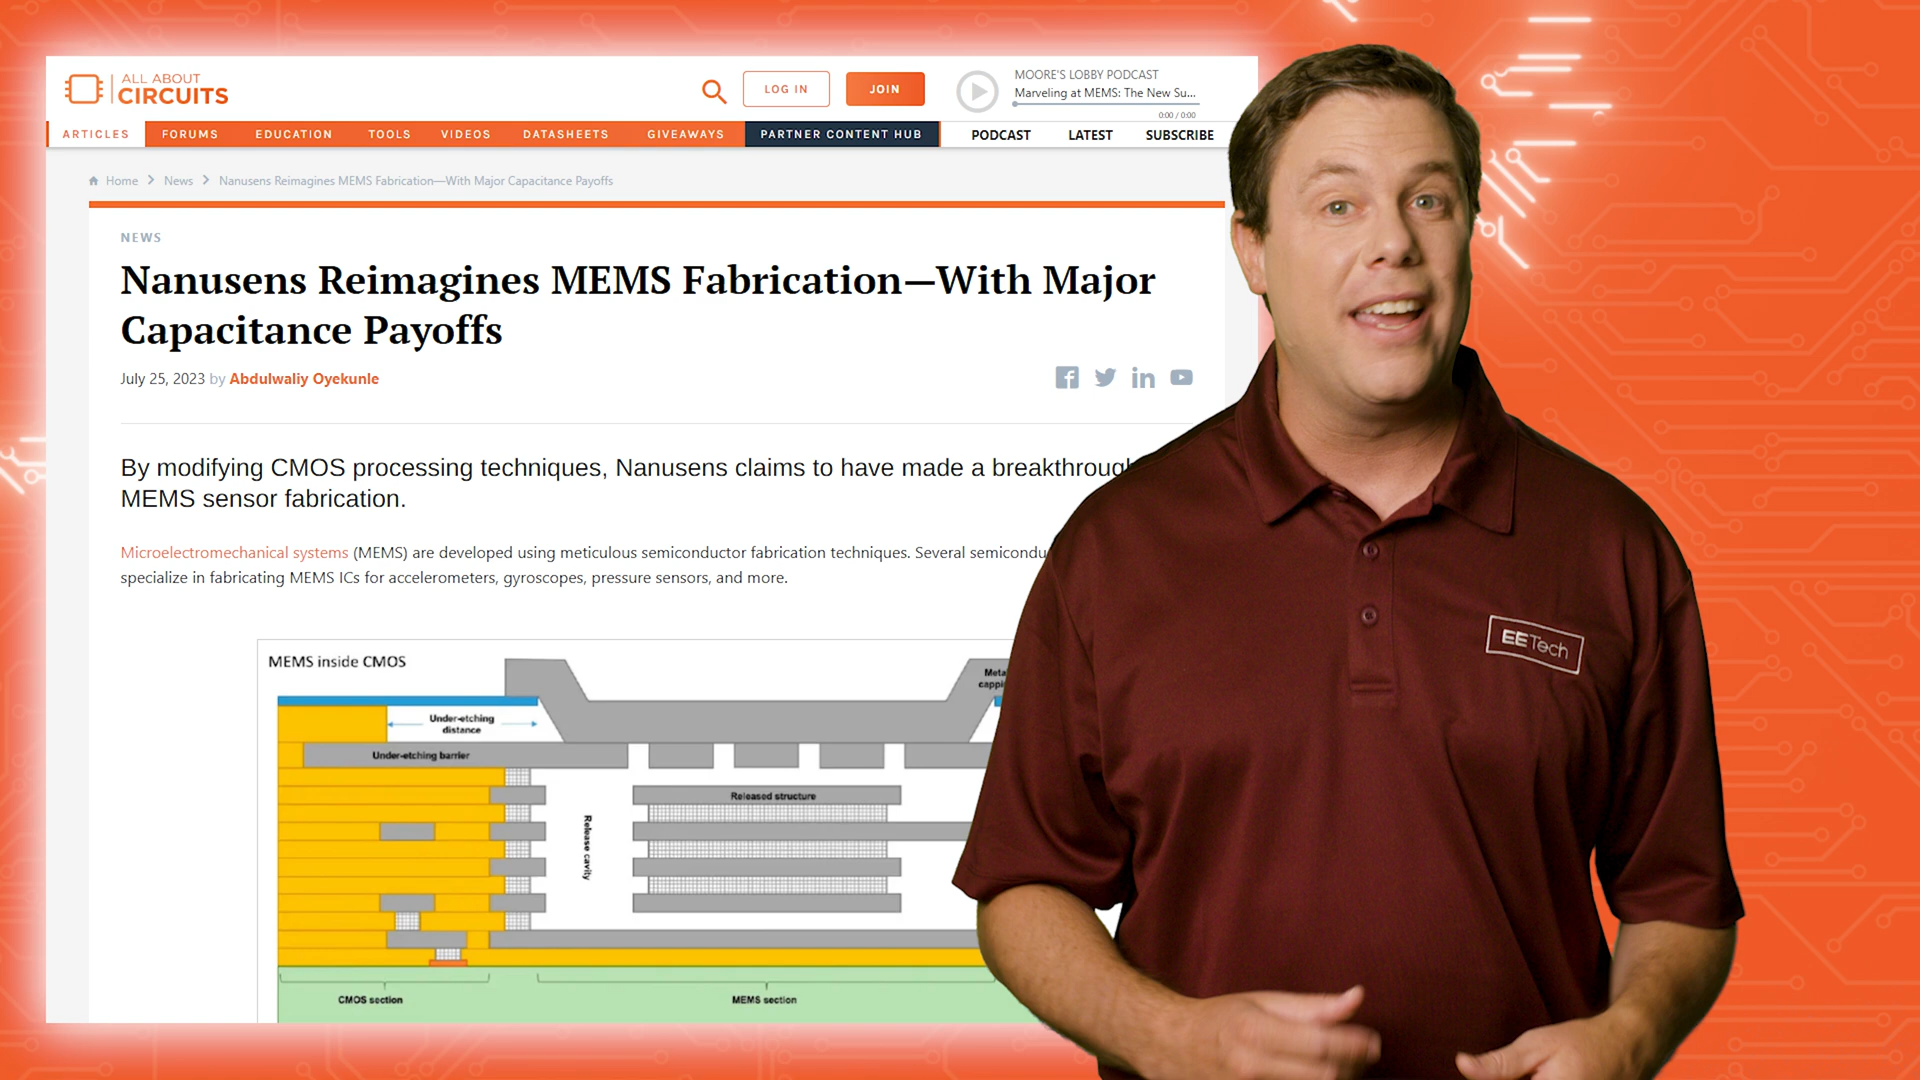 ALL ABOUT
CIRCUITS
LOG IN
JOIN
MOORE'S LOBBY PODCAST
Marveling at MEMS: The New Su...
0:00 / 0:00
ARTICLES FORUMS EDUCATION TOOLS VIDEOS DATASHEETS GIVEAWAYS PARTNER CONTENT HUB PODCAST LATEST SUBSCRIBE
Home News Nanusens Reimagines MEMS Fabrication—With Major Capacitance Payoffs
NEWS
Nanusens Reimagines MEMS Fabrication—With Major
Capacitance Payoffs
July 25, 2023 by Abdulwaliy Oyekunle
By modifying CMOS processing techniques, Nanusens claims to have made a
MEMS sensor fabrication.
Microelectromechanical systems (MEMS) are developed using meticulous semiconductor fabrication techniques. Several
specialize in fabricating MEMS ICs for accelerometers, gyroscopes, pressure sensors, and more.
MEMS inside CMOS
Under-etching
distance
Under-etching barrier
Released structure
Release cavity
CMOS section
MEMS section
EETech